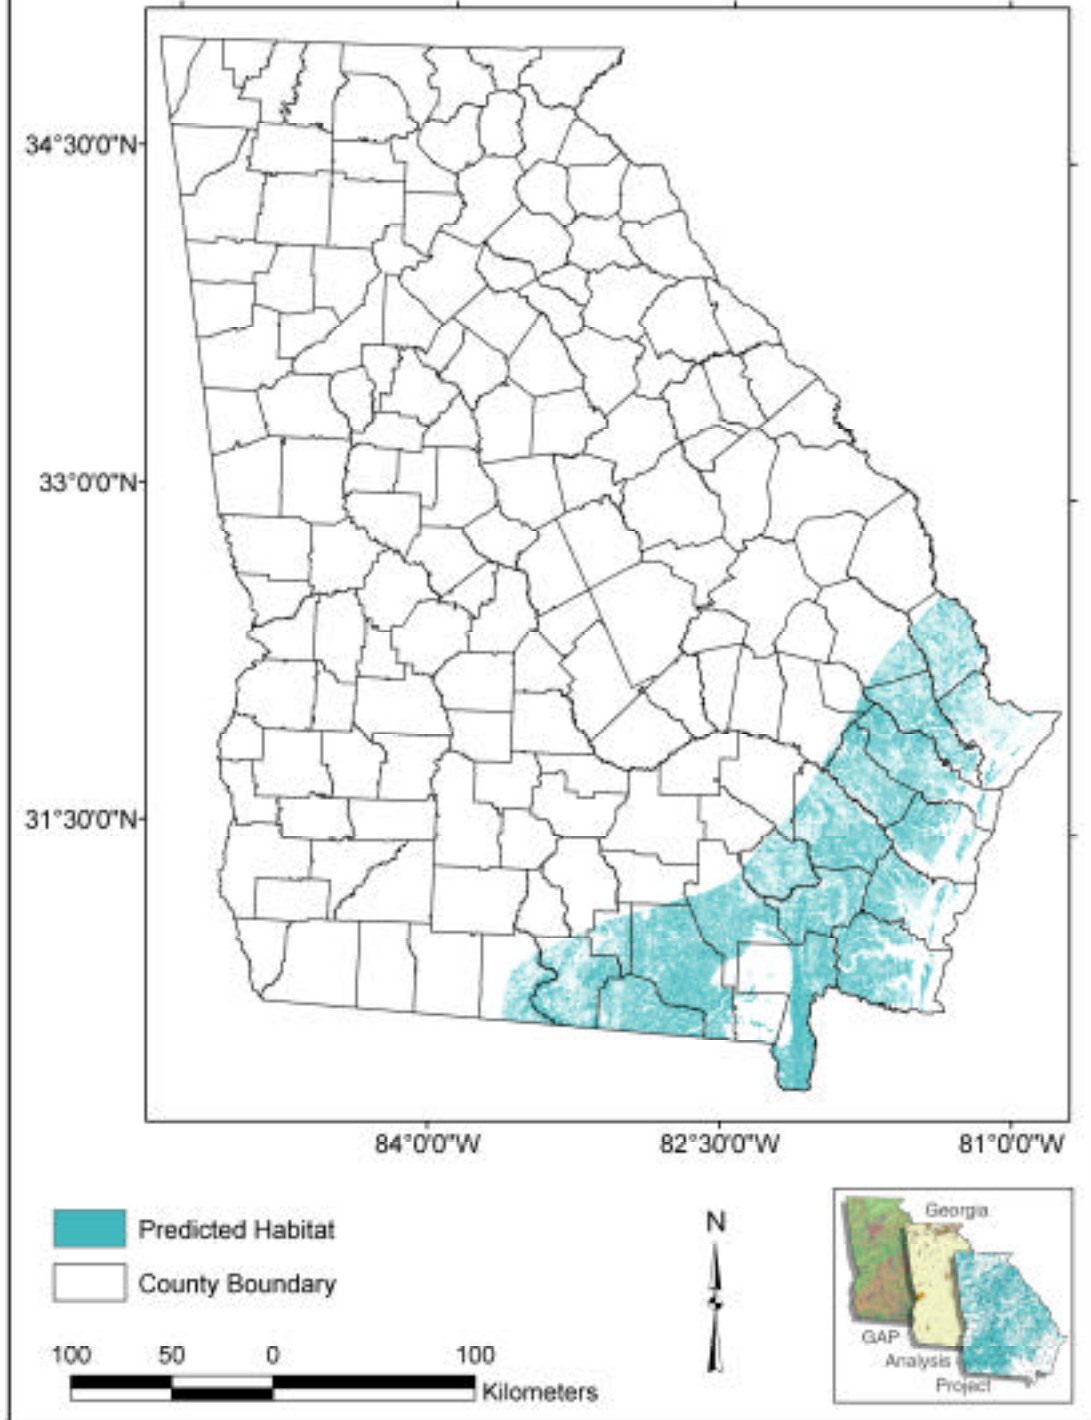 34°30'0"N
33°0'0"N
31°30'0"N
84°0'0"W 82°30'0"W 81°0'0"W
Predicted Habitat
County Boundary
N
100 50 0 100
Kilometers
Georgia
GAP
Analysis
Project